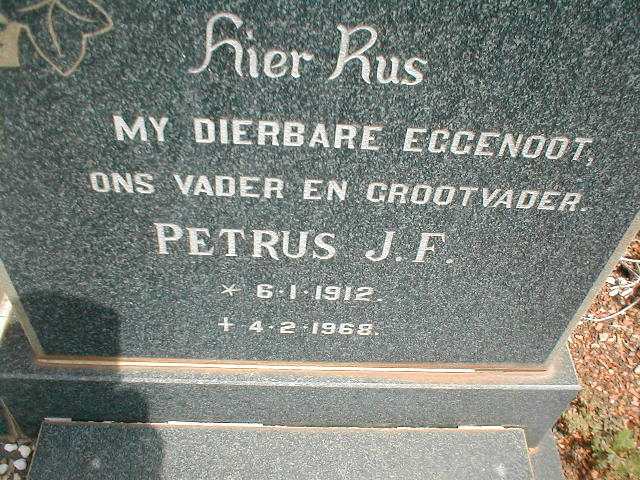 Hier Rus
MY DIERBARE EGGENOOT,
ONS VADER EN GROOTVADER.
PETRUS J.F.
* 6·1·1912.
+ 4·2·1968.